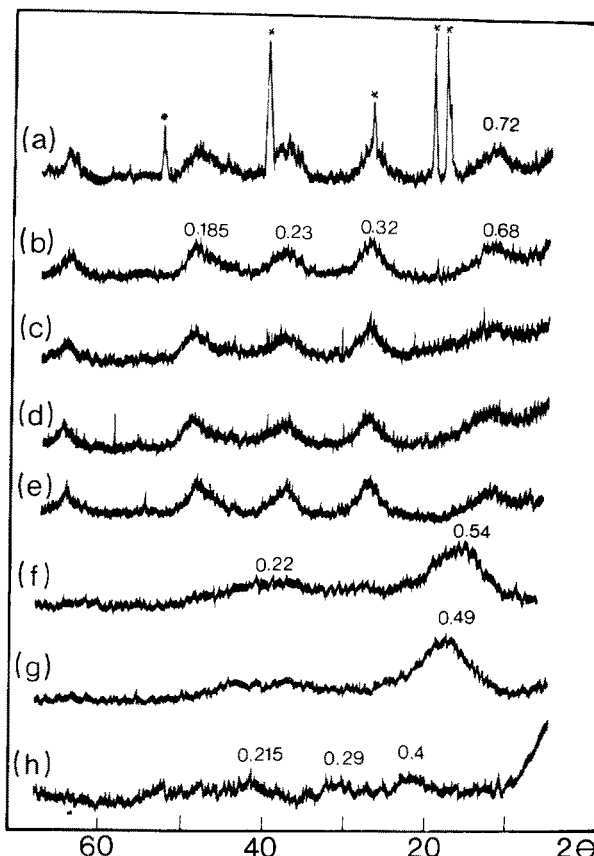 * * * * *
(a) 0.72
(b) 0.185 0.23 0.32 0.68
(c)
(d)
(e)
(f) 0.22 0.54
(g) 0.49
(h) 0.215 0.29 0.4
60 40 20 2θ